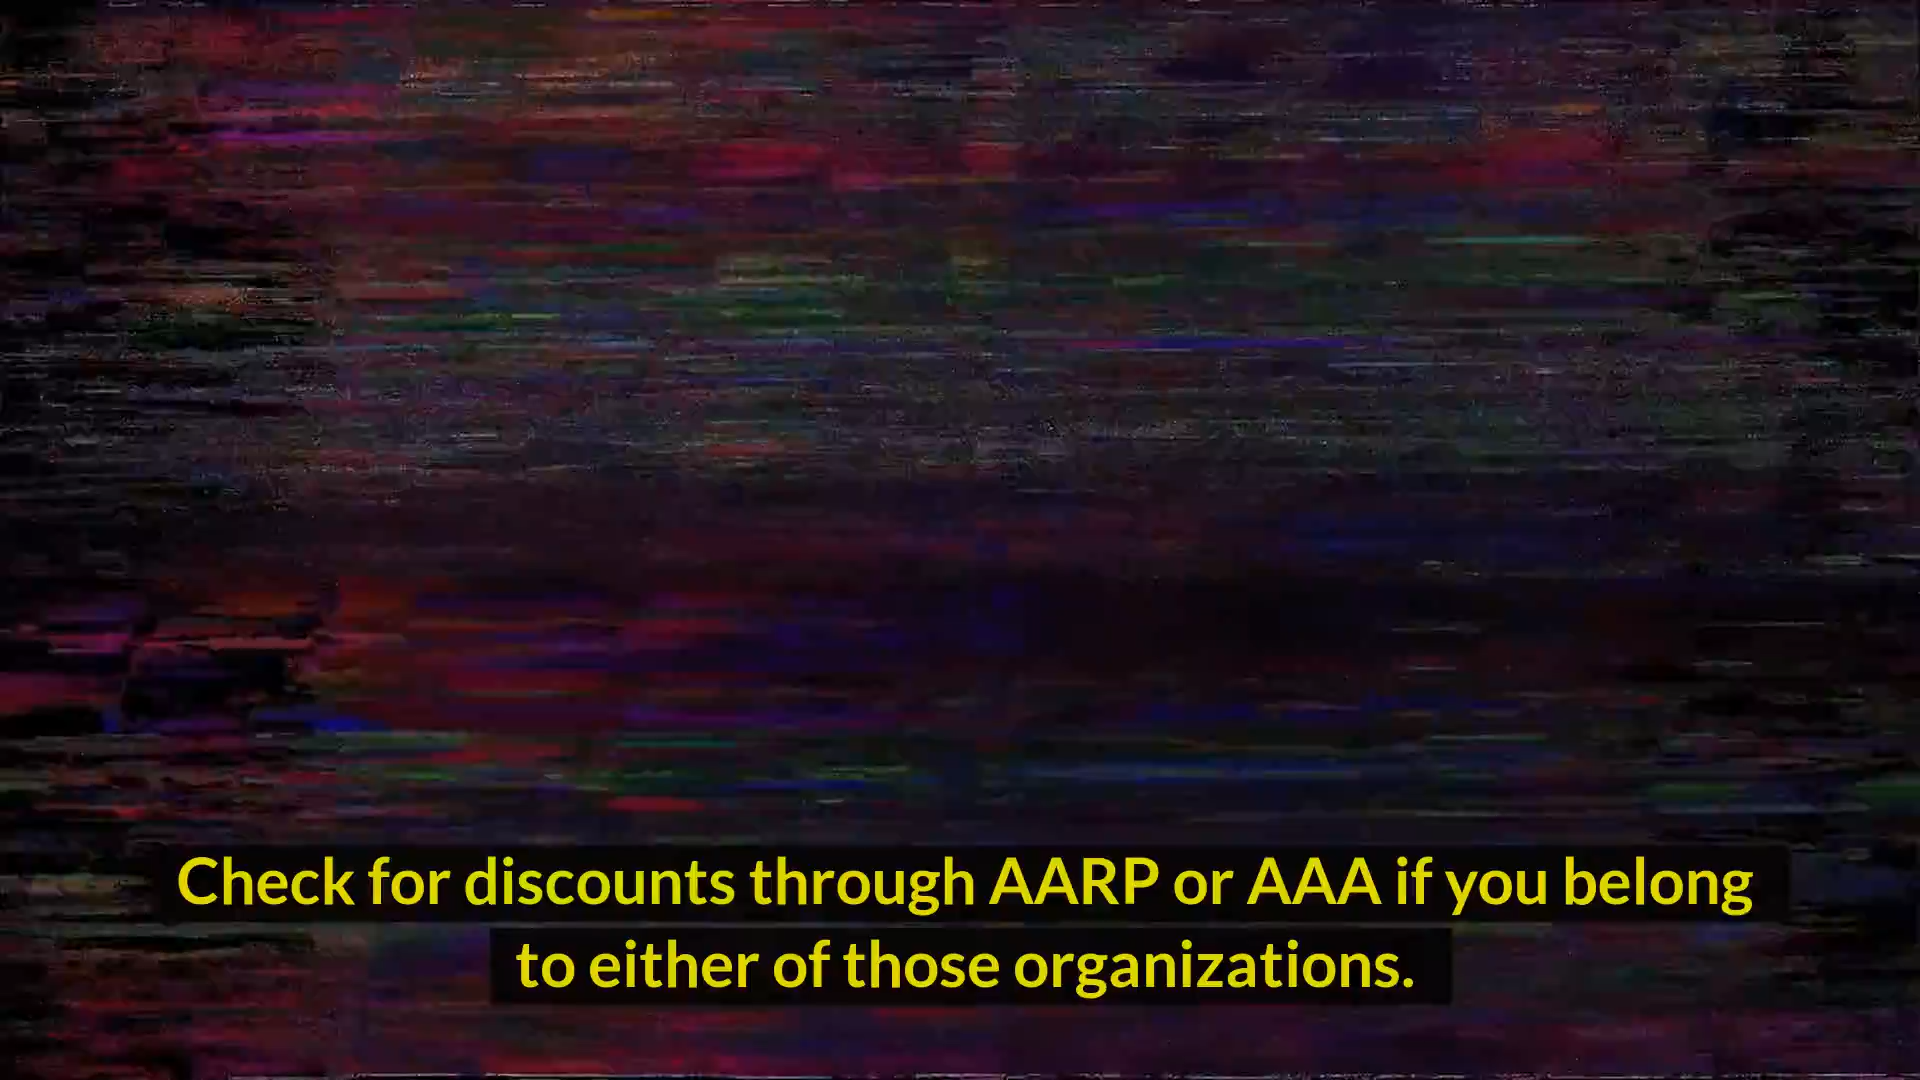 Check for discounts through AARP or AAA if you belong
to either of those organizations.